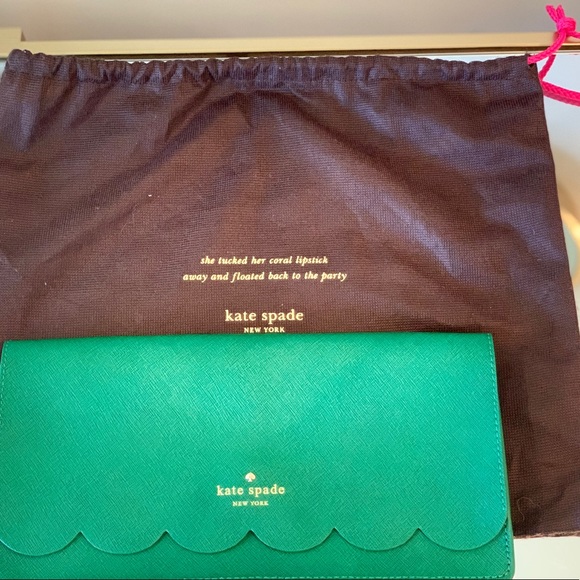 she tucked her coral lipstick
away and floated back to the party
kate spade
NEW YORK
kate spade
NEW YORK